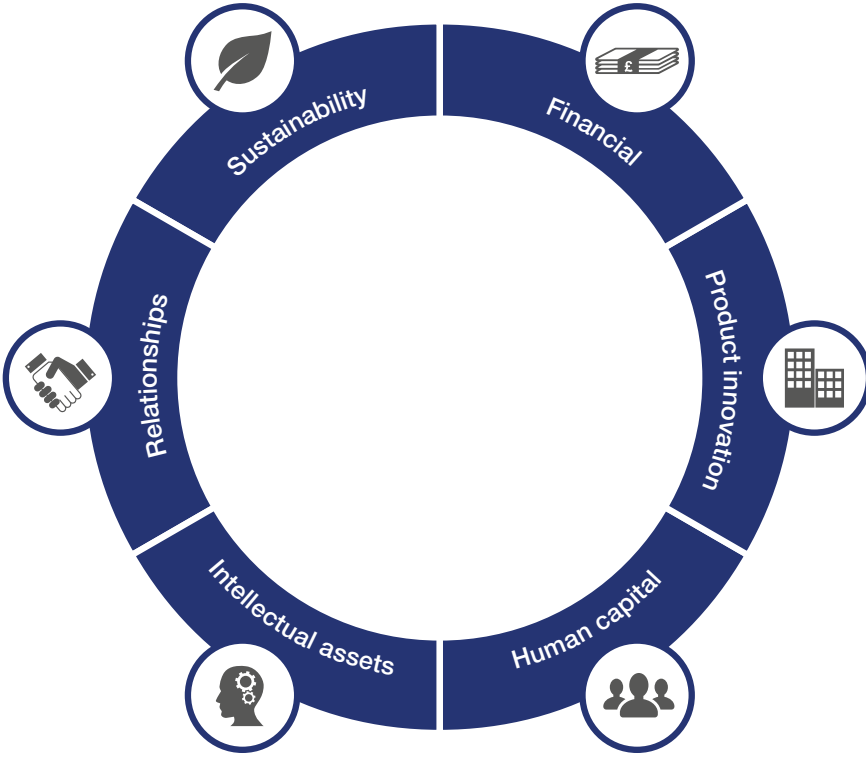 Financial
Product innovation
Human capital
Intellectual assets
Relationships
Sustainability
£